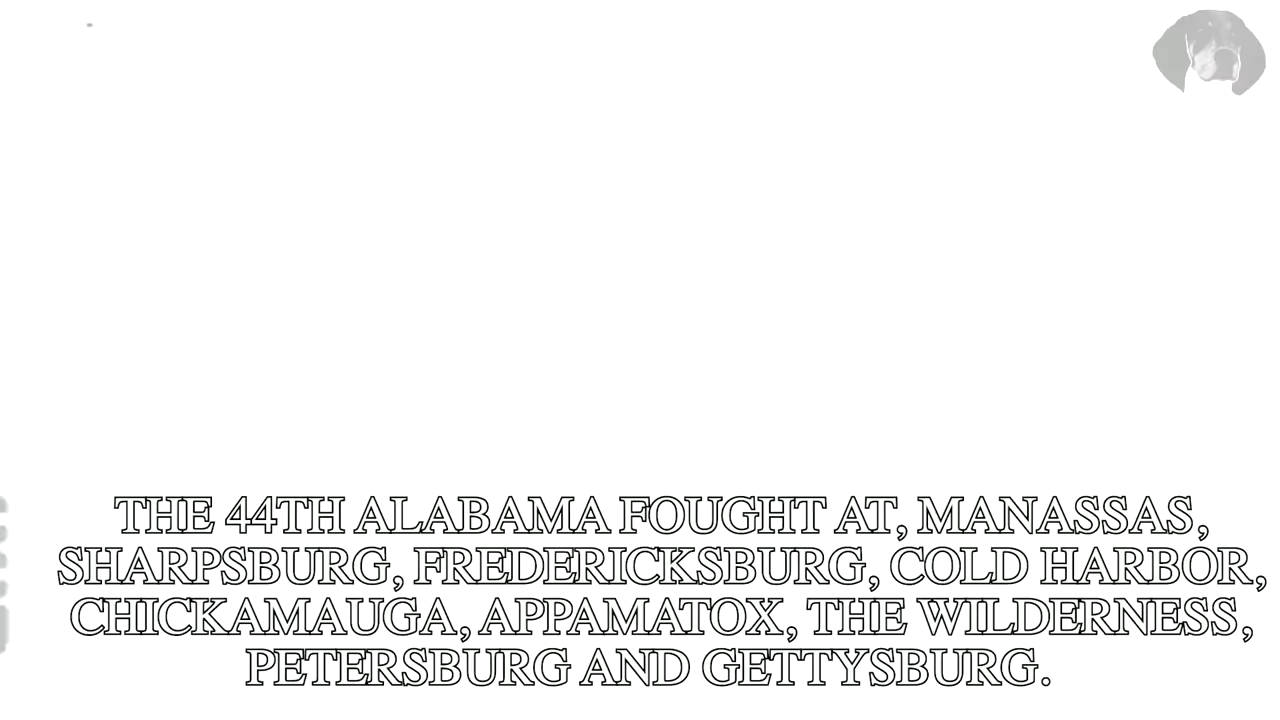 THE 44TH ALABAMA FOUGHT AT, MANASSAS,
SHARPSBURG, FREDERICKSBURG, COLD HARBOR,
CHICKAMAUGA, APPAMATOX, THE WILDERNESS,
PETERSBURG AND GETTYSBURG.